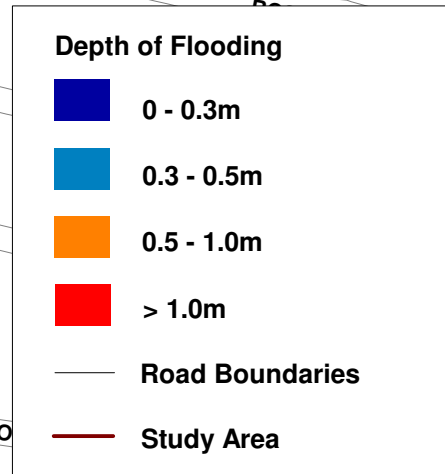 Depth of Flooding
0 - 0.3m
0.3 - 0.5m
0.5 - 1.0m
> 1.0m
Road Boundaries
Study Area